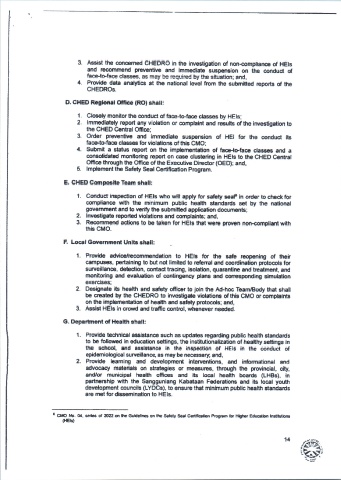 3. Assist the concerned CHEDRO in the investigation of non-compliance of HEIs
and recommend preventive and immediate suspension on the conduct of
face-to-face classes, as may be required by the situation; and,
4. Provide data analytics at the national level from the submitted reports of the
CHEDROs.
D. CHED Regional Office (RO) shall:
1. Closely monitor the conduct of face-to-face classes by HEIs;
2. Immediately report any violation or complaint and results of the investigation to
the CHED Central Office;
3. Order preventive and immediate suspension of HEI for the conduct its
face-to-face classes for violations of this CMO;
4. Submit a status report on the implementation of face-to-face classes and a
consolidated monitoring report on case clustering in HEIs to the CHED Central
Office through the Office of the Executive Director (OED); and,
5. Implement the Safety Seal Certification Program.
E. CHED Composite Team shall:
1. Conduct inspection of HEIs who will apply for safety seal⁶ in order to check for
compliance with the minimum public health standards set by the national
government and to verify the submitted application documents;
2. Investigate reported violations and complaints; and,
3. Recommend actions to be taken for HEIs that were proven non-compliant with
this CMO.
F. Local Government Units shall:
1. Provide advice/recommendation to HEIs for the safe reopening of their
campuses, pertaining to but not limited to referral and coordination protocols for
surveillance, detection, contact tracing, isolation, quarantine and treatment, and
monitoring and evaluation of contingency plans and corresponding simulation
exercises;
2. Designate its health and safety officer to join the Ad-hoc Team/Body that shall
be created by the CHEDRO to investigate violations of this CMO or complaints
on the implementation of health and safety protocols; and,
3. Assist HEIs in crowd and traffic control, whenever needed.
G. Department of Health shall:
1. Provide technical assistance such as updates regarding public health standards
to be followed in education settings, the institutionalization of healthy settings in
the school, and assistance in the inspection of HEIs in the conduct of
epidemiological surveillance, as may be necessary; and,
2. Provide learning and development interventions, and informational and
advocacy materials on strategies or measures, through the provincial, city,
and/or municipal health offices and its local health boards (LHBs), in
partnership with the Sangguniang Kabataan Federations and its local youth
development councils (LYDCs), to ensure that minimum public health standards
are met for dissemination to HEIs.
CMO No. 04, series of 2022 on the Guidelines on the Safety Seal Certification Program for Higher Education Institutions
(HEIs)
14